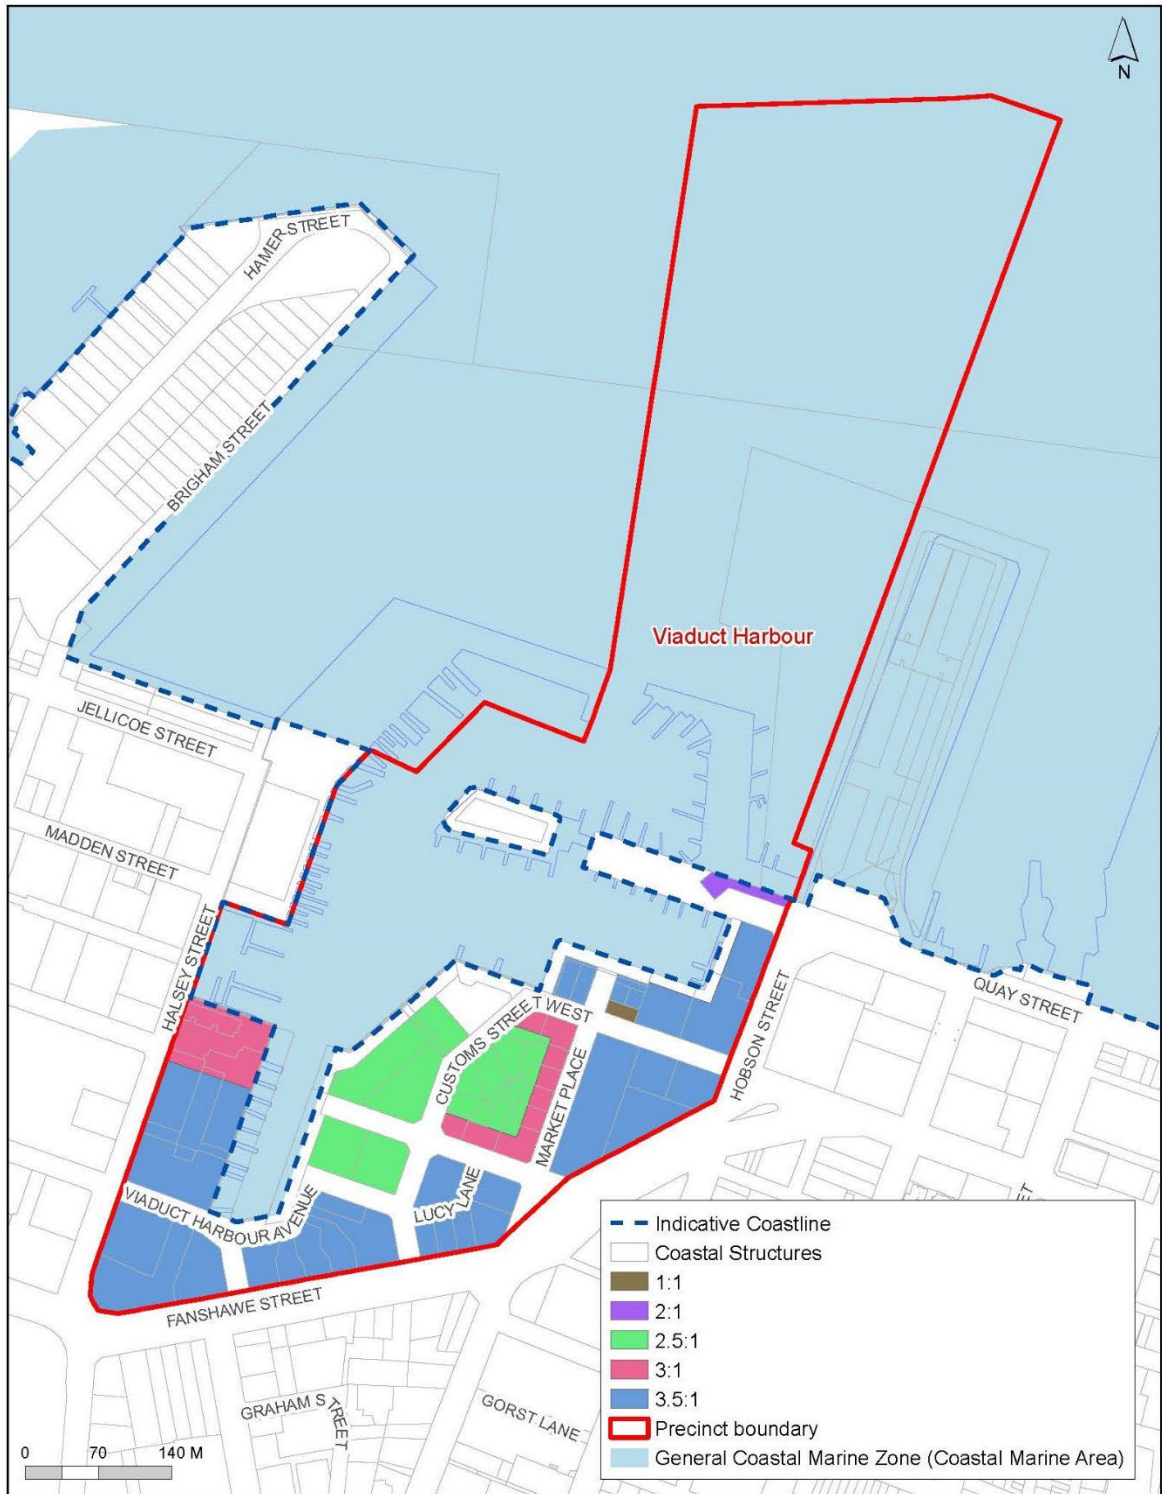 N
HAMER STREET
BRIGHAM STREET
Viaduct Harbour
JELLICOE STREET
MADDEN STREET
HALSEY STREET
QUAY STREET
CUSTOMS STREET WEST
HOBSON STREET
MARKET PLACE
LUCY LANE
VIADUCT HARBOUR AVENUE
FANSHAWE STREET
GRAHAM STREET
GORST LANE
Indicative Coastline
Coastal Structures
1:1
2:1
2.5:1
3:1
3.5:1
Precinct boundary
General Coastal Marine Zone (Coastal Marine Area)
0 70 140 M